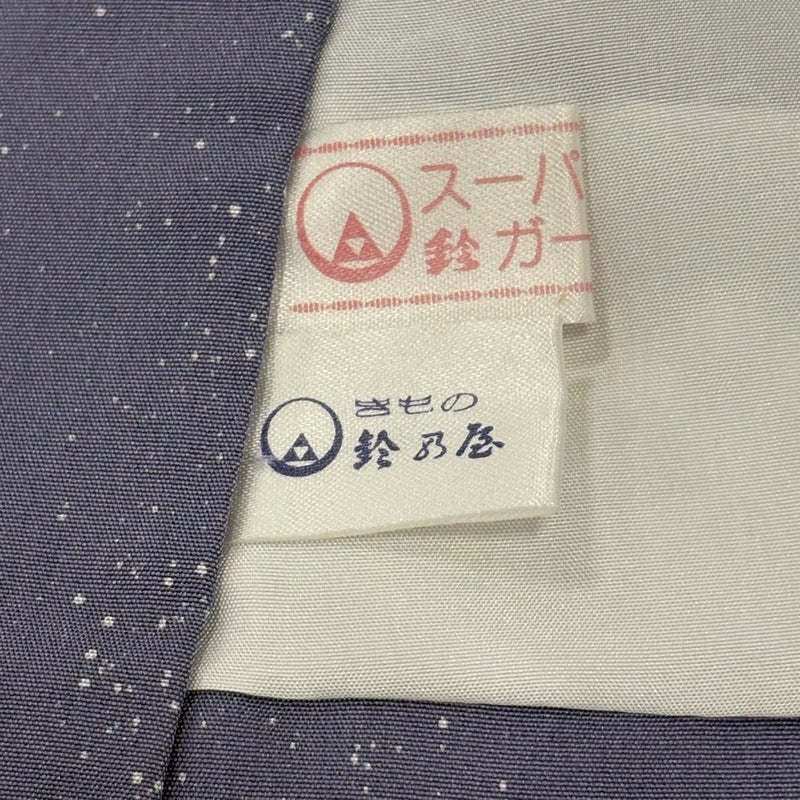 スーパ
鈴ガー
きもの
鈴乃屋